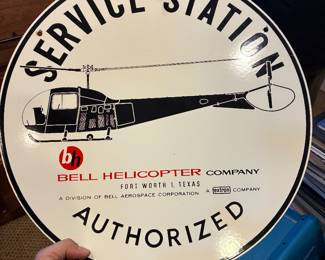 SERVICE STATION
bh
BELL HELICOPTER COMPANY
FORT WORTH 1, TEXAS
A DIVISION OF BELL AEROSPACE CORPORATION A textron COMPANY
AUTHORIZED